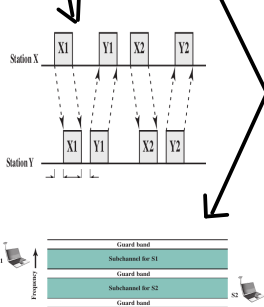 X1 Y1 X2 Y2
Station X
X1 Y1 X2 Y2
Station Y
Guard band
Subchannel for S1
Guard band
Subchannel for S2
Guard band
Frequency
S2